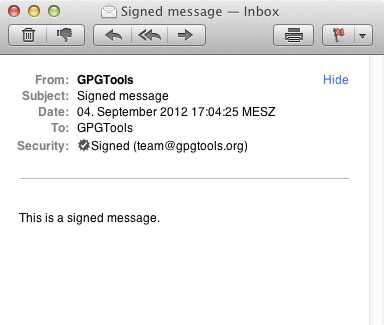 Signed message — Inbox
From: GPGTools Hide
Subject: Signed message
Date: 04. September 2012 17:04:25 MESZ
To: GPGTools
Security: Signed (team@gpgtools.org)
This is a signed message.